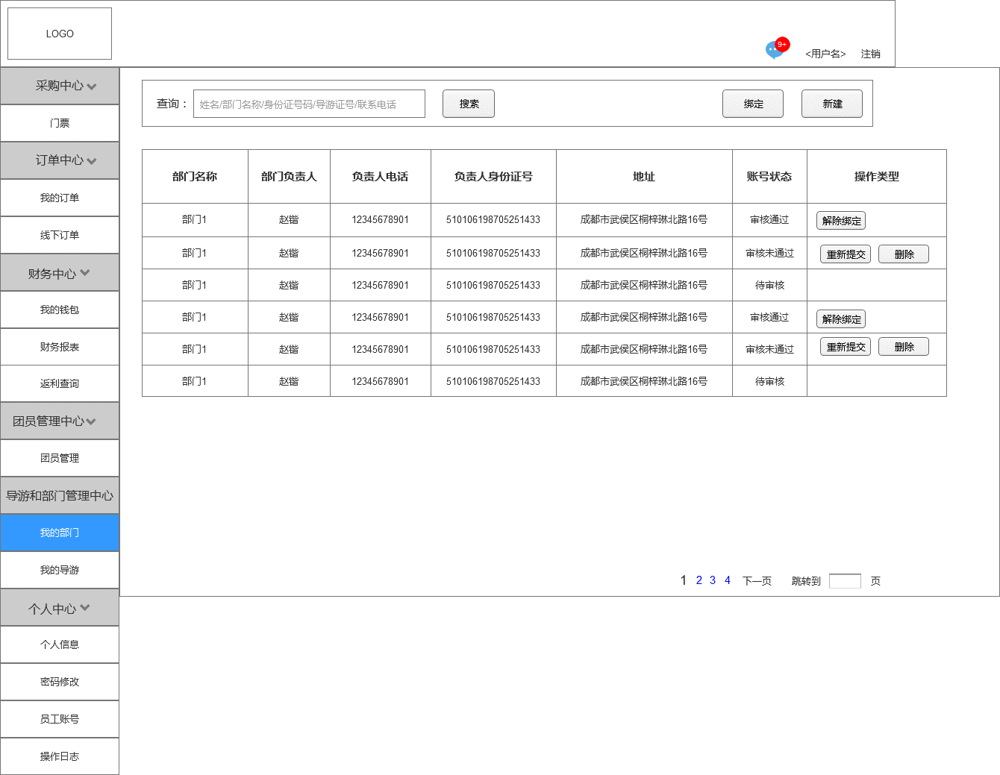 LOGO
9+
<用户名> 注销
采购中心
门票
订单中心
我的订单
线下订单
财务中心
我的钱包
财务报表
返利查询
团员管理中心
团员管理
导游和部门管理中心
我的部门
我的导游
个人中心
个人信息
密码修改
员工账号
操作日志
查询： 姓名/部门名称/身份证号码/导游证号/联系电话 搜索 绑定 新建
部门名称 部门负责人 负责人电话 负责人身份证号 地址 账号状态 操作类型
部门1 赵锴 12345678901 510106198705251433 成都市武侯区桐梓琳北路16号 审核通过 解除绑定
部门1 赵锴 12345678901 510106198705251433 成都市武侯区桐梓琳北路16号 审核未通过 重新提交 删除
部门1 赵锴 12345678901 510106198705251433 成都市武侯区桐梓琳北路16号 待审核
部门1 赵锴 12345678901 510106198705251433 成都市武侯区桐梓琳北路16号 审核通过 解除绑定
部门1 赵锴 12345678901 510106198705251433 成都市武侯区桐梓琳北路16号 审核未通过 重新提交 删除
部门1 赵锴 12345678901 510106198705251433 成都市武侯区桐梓琳北路16号 待审核
1 2 3 4 下一页 跳转到 页